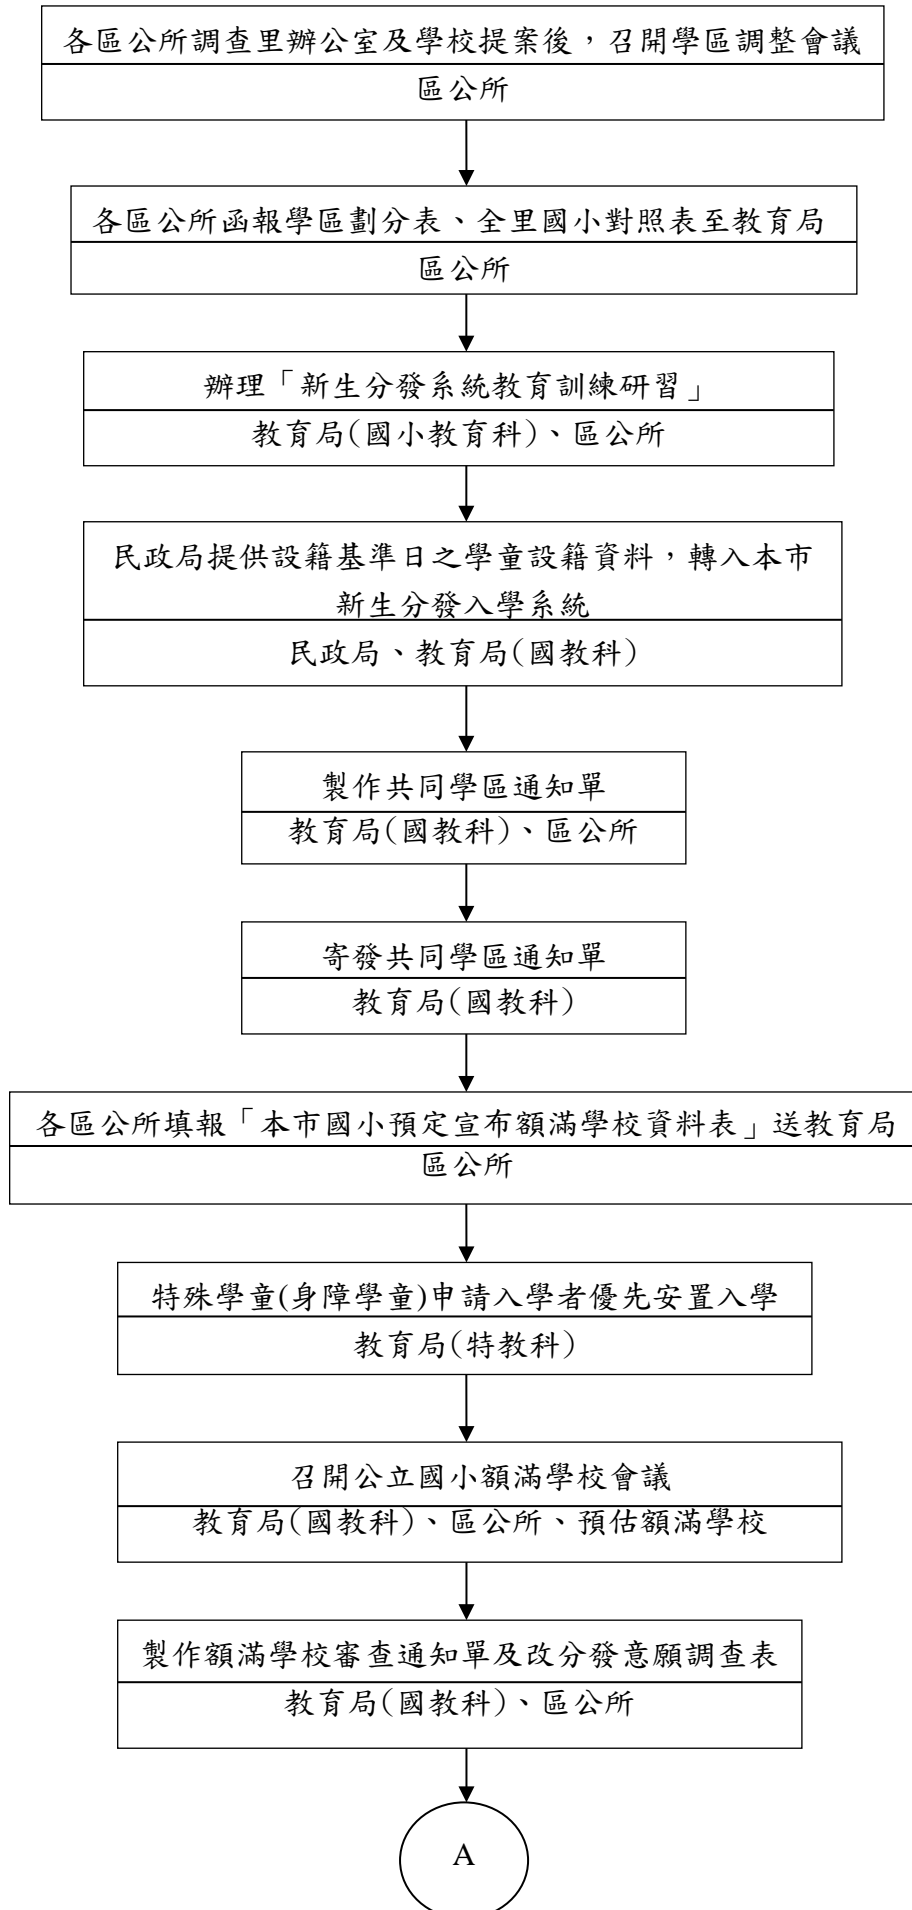 各區公所調查里辦公室及學校提案後，召開學區調整會議
區公所
各區公所函報學區劃分表、全里國小對照表至教育局
區公所
辦理「新生分發系統教育訓練研習」
教育局(國小教育科)、區公所
民政局提供設籍基準日之學童設籍資料，轉入本市
新生分發入學系統
民政局、教育局(國教科)
製作共同學區通知單
教育局(國教科)、區公所
寄發共同學區通知單
教育局(國教科)
各區公所填報「本市國小預定宣布額滿學校資料表」送教育局
區公所
特殊學童(身障學童)申請入學者優先安置入學
教育局(特教科)
召開公立國小額滿學校會議
教育局(國教科)、區公所、預估額滿學校
製作額滿學校審查通知單及改分發意願調查表
教育局(國教科)、區公所
A